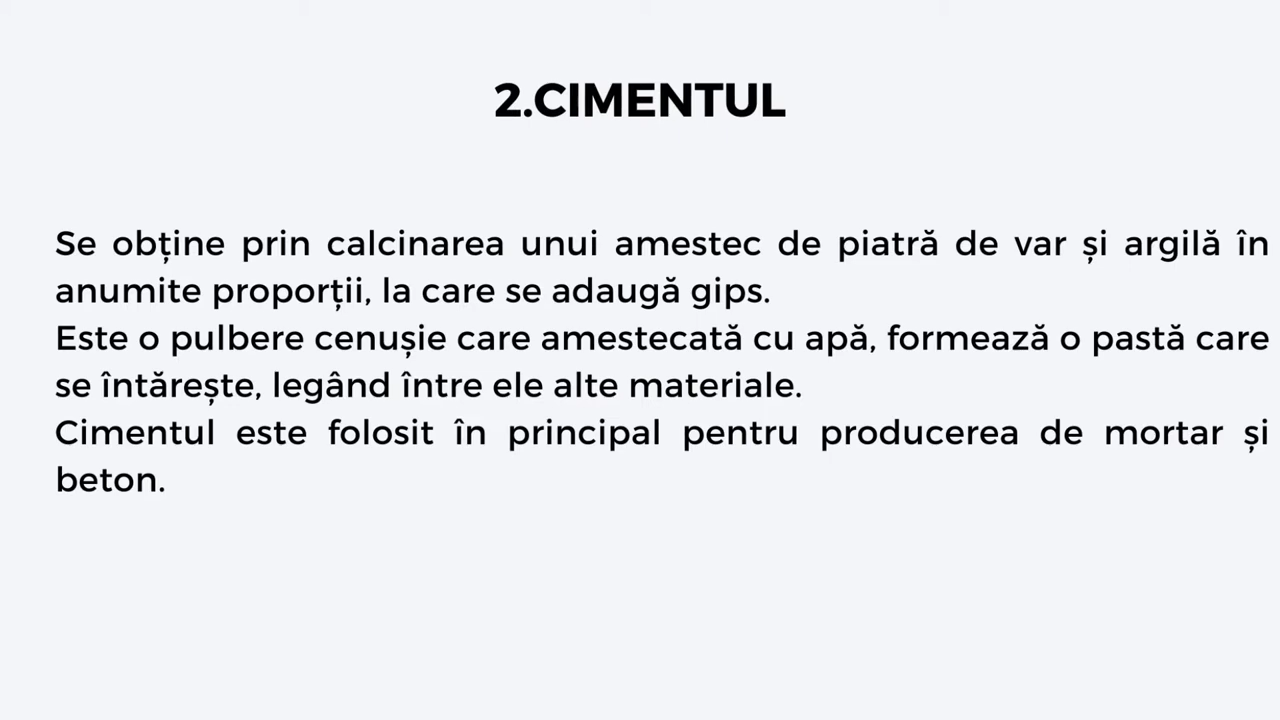 2.CIMENTUL
Se obține prin calcinarea unui amestec de piatră de var și argilă în
anumite proporții, la care se adaugă gips.
Este o pulbere cenușie care amestecată cu apă, formează o pastă care
se întărește, legând între ele alte materiale.
Cimentul este folosit în principal pentru producerea de mortar și
beton.